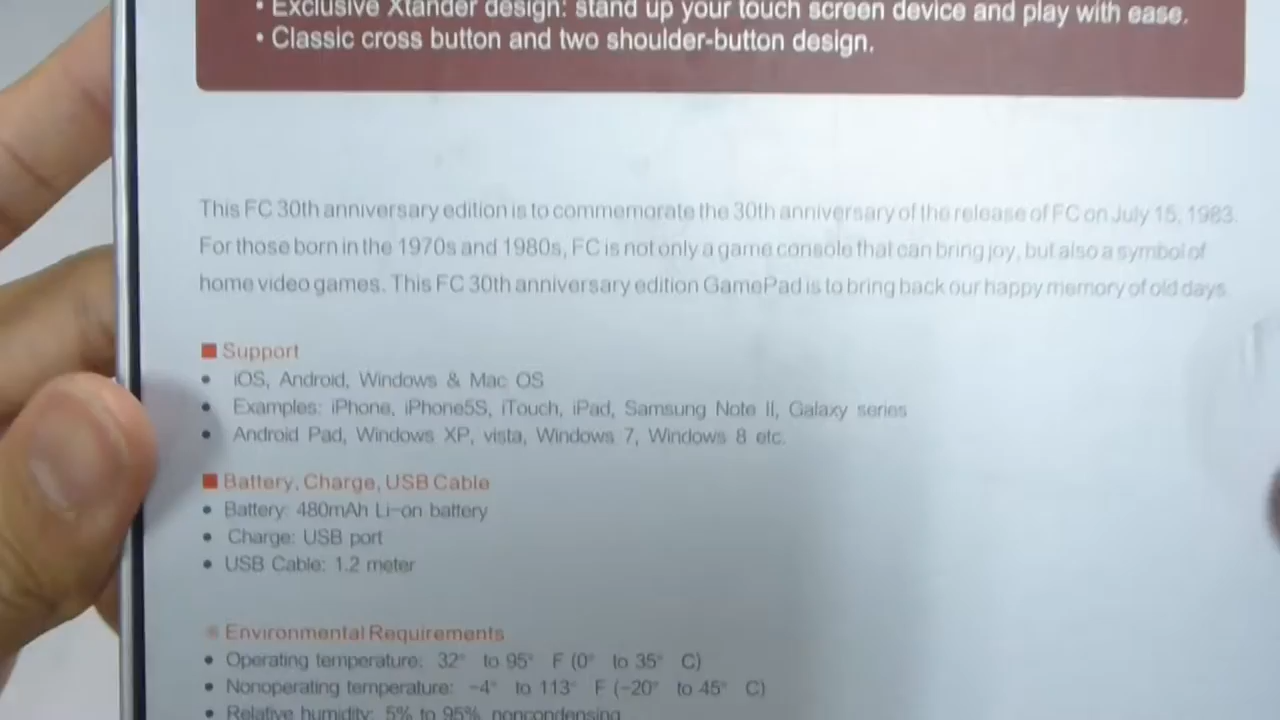 • Exclusive Xtander design: stand up your touch screen device and play with ease.
• Classic cross button and two shoulder-button design.
This FC 30th anniversary edition is to commemorate the 30th anniversary of the release of FC on July 15, 1983.
For those born in the 1970s and 1980s, FC is not only a game console that can bring joy, but also a symbol of
home video games. This FC 30th anniversary edition GamePad is to bring back our happy memory of old days
■ Support
• iOS, Android, Windows & Mac OS
• Examples: iPhone, iPhone5S, iTouch, iPad, Samsung Note II, Galaxy series
• Android Pad, Windows XP, vista, Windows 7, Windows 8 etc.
■ Battery, Charge, USB Cable
• Battery: 480mAh Li-on battery
• Charge: USB port
• USB Cable: 1.2 meter
Environmental Requirements
• Operating temperature: 32° to 95° F (0° to 35° C)
• Nonoperating temperature: -4° to 113° F (-20° to 45° C)
• Relative humidity: 5% to 95%, noncondensing